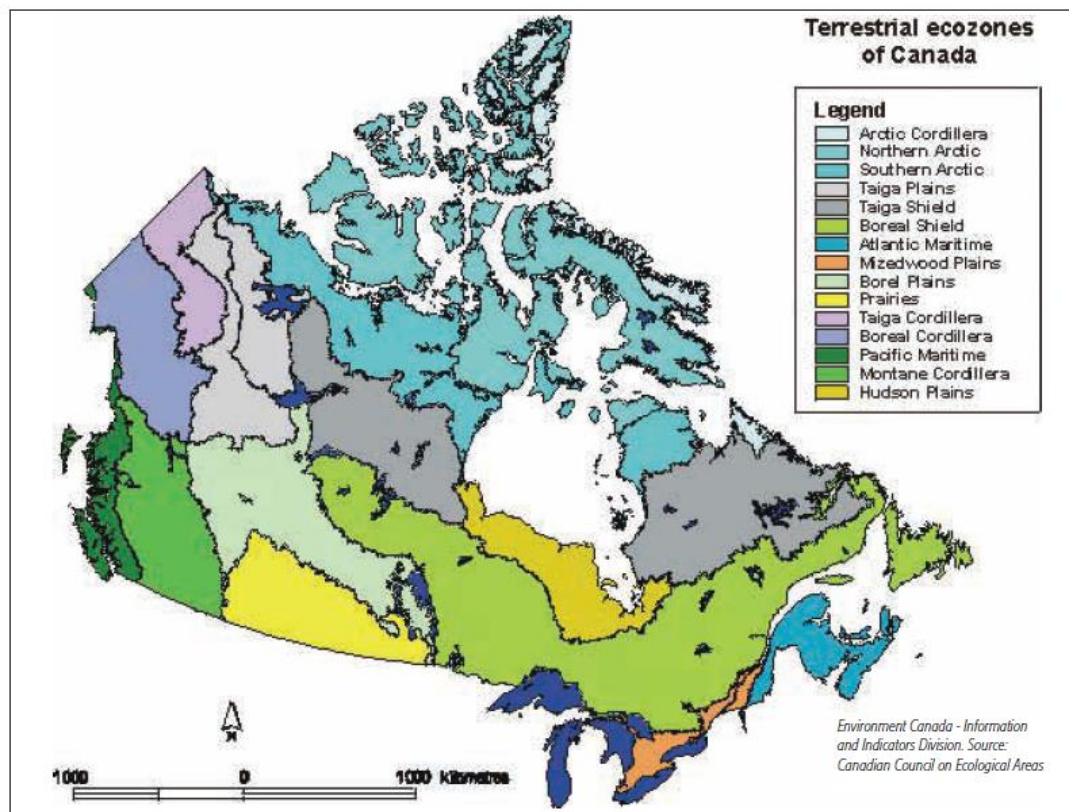 Terrestrial ecozones
of Canada
Legend
Arctic Cordillera
Northern Arctic
Southern Arctic
Taiga Plains
Taiga Shield
Boreal Shield
Atlantic Maritime
Mizedwood Plains
Borel Plains
Prairies
Taiga Cordillera
Boreal Cordillera
Pacific Maritime
Montane Cordillera
Hudson Plains
N
1000 0 1000 kilometres
Environment Canada - Information
and Indicators Division. Source:
Canadian Council on Ecological Areas